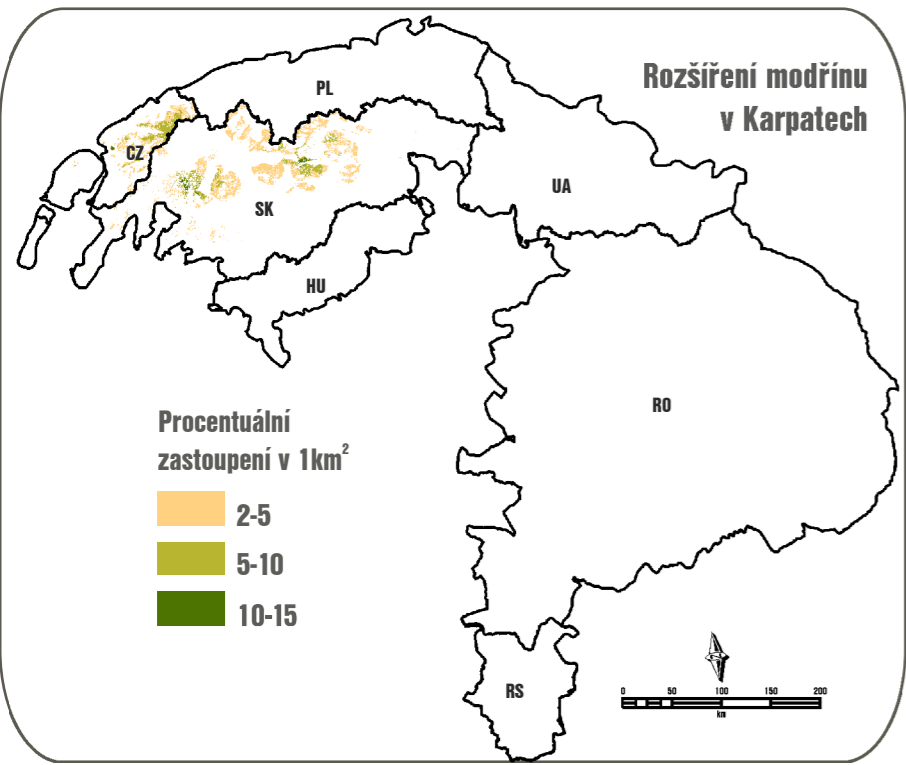 Rozšíření modřínu
v Karpatech
PL
CZ
SK
UA
HU
RO
RS
Procentuální
zastoupení v 1km²
2-5
5-10
10-15
0 50 100 150 200
km